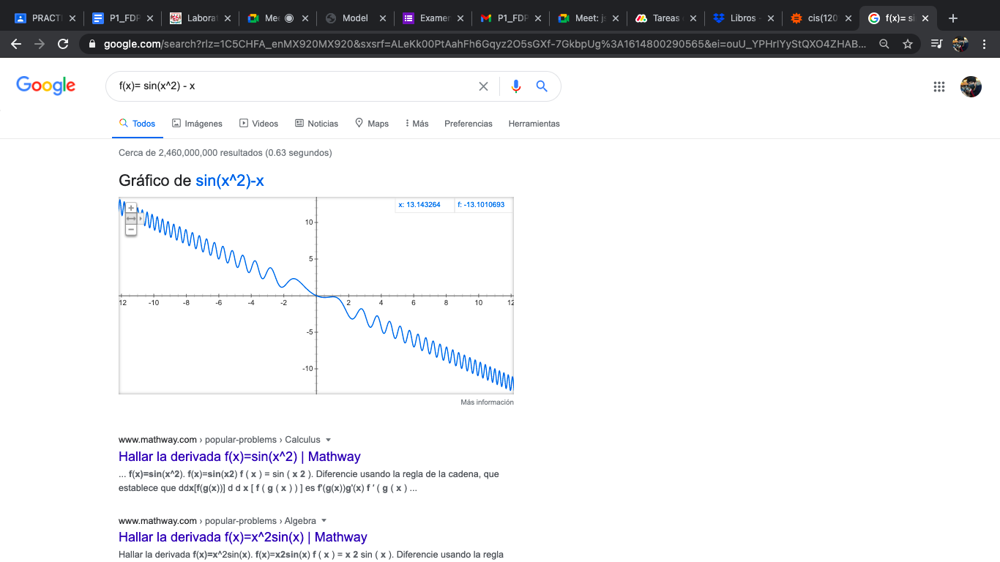 PRACTI P1_FDP Laborat Mee Model Examen P1_FDP Meet: js Tareas Libros - cis(120 f(x)= si
google.com/search?rlz=1C5CHFA_enMX920MX920&sxsrf=ALeKk00PtAahFh6Gqyz2O5sGXf-7GkbpUg%3A1614800290565&ei=ouU_YPHrIYyStQXO4ZHAB...
Google
f(x)= sin(x^2) - x
Todos Imágenes Videos Noticias Maps Más Preferencias Herramientas
Cerca de 2,460,000,000 resultados (0.63 segundos)
Gráfico de sin(x^2)-x
x: 13.143264 f: -13.1010693
10
5
12 -10 -8 -6 -4 -2 2 4 6 8 10 12
-5
-10
Más información
www.mathway.com › popular-problems › Calculus
Hallar la derivada f(x)=sin(x^2) | Mathway
... f(x)=sin(x^2). f(x)=sin(x2) f ( x ) = sin ( x 2 ). Diferencie usando la regla de la cadena, que
establece que ddx[f(g(x))] d d x [ f ( g ( x ) ) ] es f'(g(x))g'(x) f ′ ( g ( x ) ...
www.mathway.com › popular-problems › Algebra
Hallar la derivada f(x)=x^2sin(x) | Mathway
Hallar la derivada f(x)=x^2sin(x). f(x)=x2sin(x) f ( x ) = x 2 sin ( x ). Diferencie usando la regla